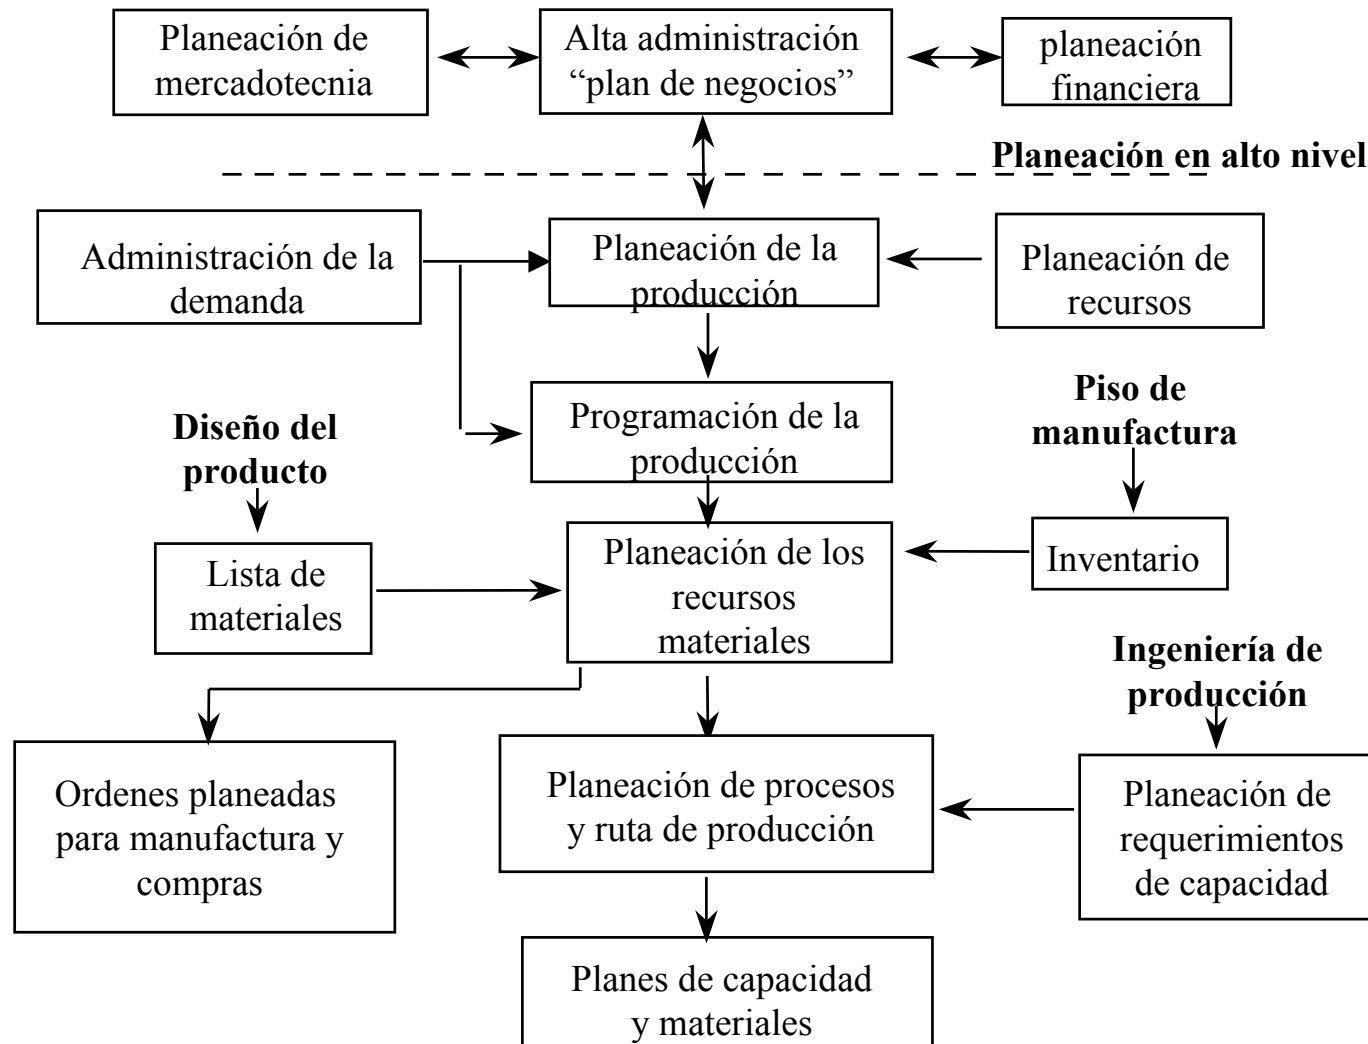 Planeación de
mercadotecnia
Alta administración
“plan de negocios”
planeación
financiera
Planeación en alto nivel
Administración de la
demanda
Planeación de la
producción
Planeación de
recursos
Programación de la
producción
Diseño del
producto
Piso de
manufactura
Lista de
materiales
Planeación de los
recursos
materiales
Inventario
Ingeniería de
producción
Ordenes planeadas
para manufactura y
compras
Planeación de procesos
y ruta de producción
Planeación de
requerimientos
de capacidad
Planes de capacidad
y materiales